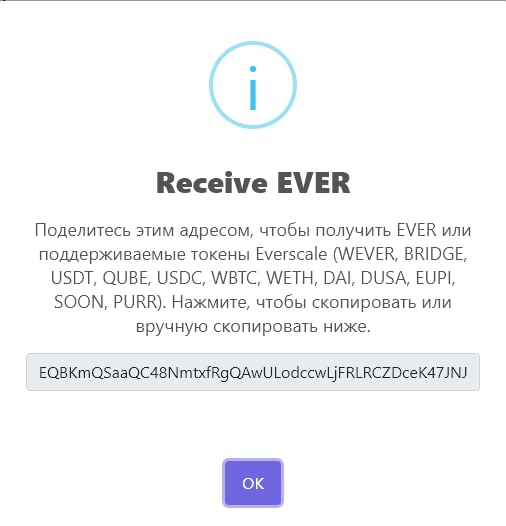 Receive EVER
Поделитесь этим адресом, чтобы получить EVER или
поддерживаемые токены Everscale (WEVER, BRIDGE,
USDT, QUBE, USDC, WBTC, WETH, DAI, DUSA, EUPI,
SOON, PURR). Нажмите, чтобы скопировать или
вручную скопировать ниже.
EQBKmQSaaQC48NmtxfRgQAwULodccwLjFRLRCZDceK47JNJ
OK